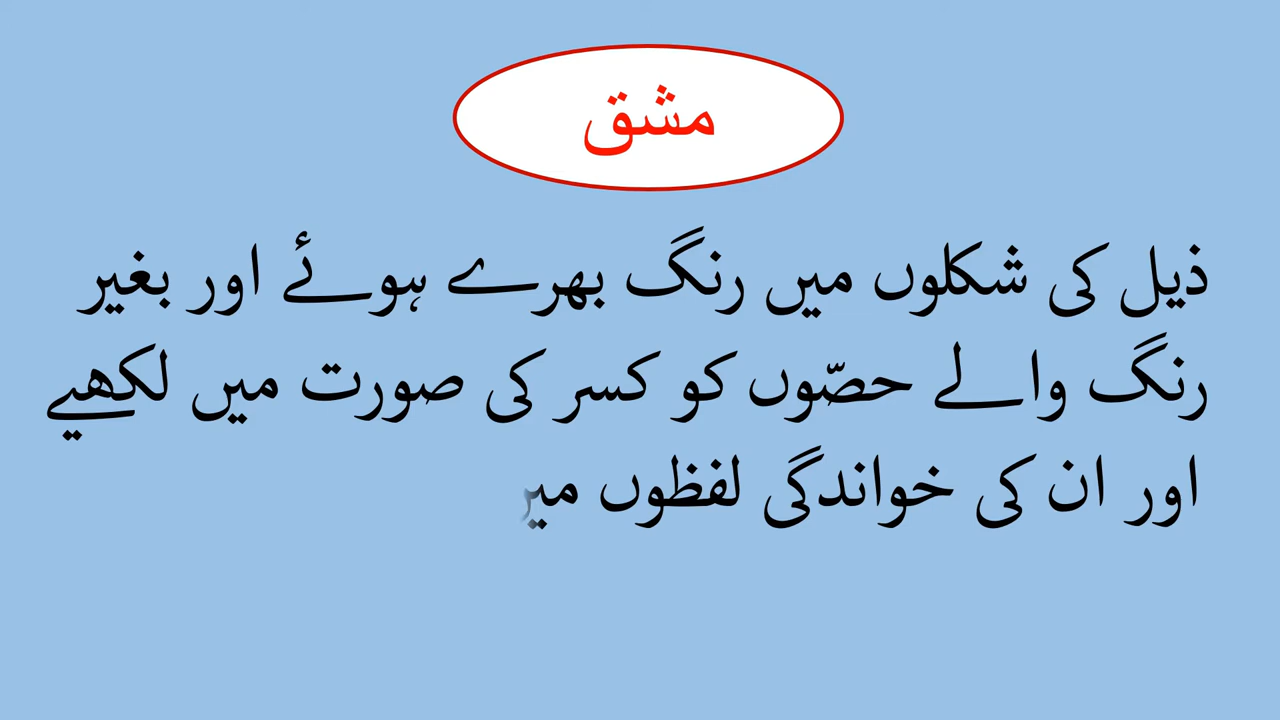 مشق
ذیل کی شکلوں میں رنگ بھرے ہوئے اور بغیر
رنگ والے حصّوں کو کسر کی صورت میں لکھیے
اور ان کی خواندگی لفظوں